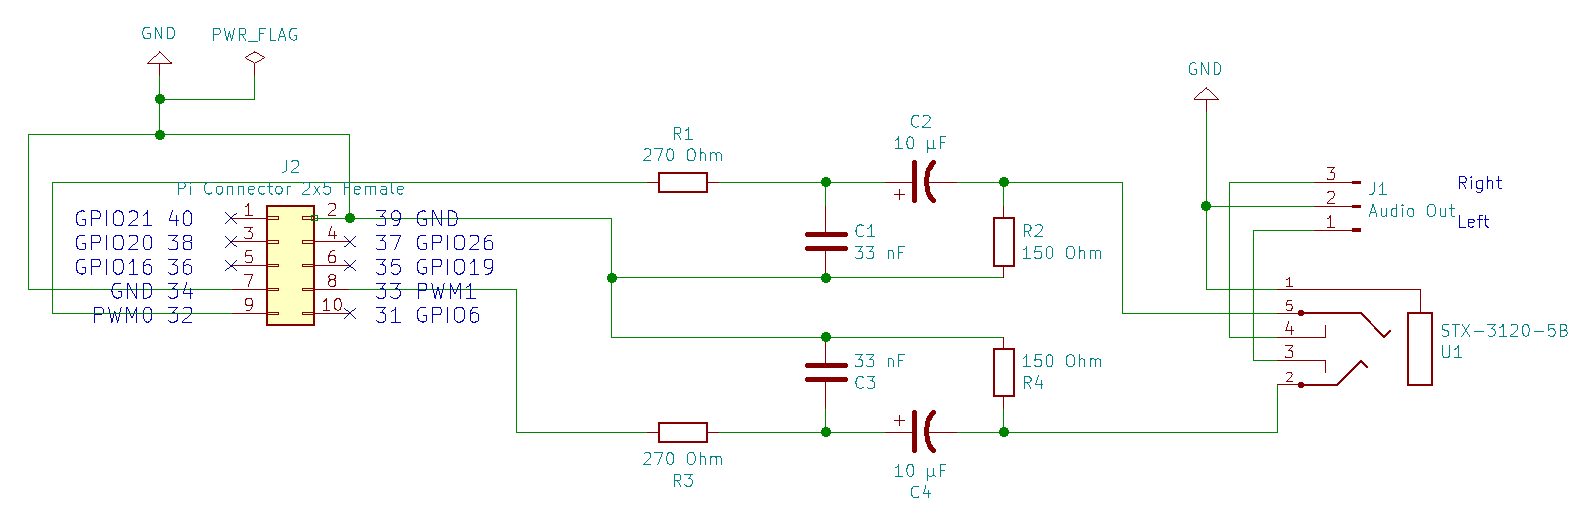 GND
PWR_FLAG
GND
C2
10 µF
R1
270 Ohm
J2
Pi Connector 2x5 Female
GPIO21 40
1
2
39 GND
GPIO20 38
3
4
37 GPIO26
GPIO16 36
5
6
35 GPIO19
GND 34
7
8
33 PWM1
PWM0 32
9
10
31 GPIO6
+
C1
33 nF
R2
150 Ohm
3
2
1
J1
Audio Out
Right
Left
1
5
4
3
2
STX-3120-5B
U1
33 nF
C3
150 Ohm
R4
+
270 Ohm
R3
10 µF
C4